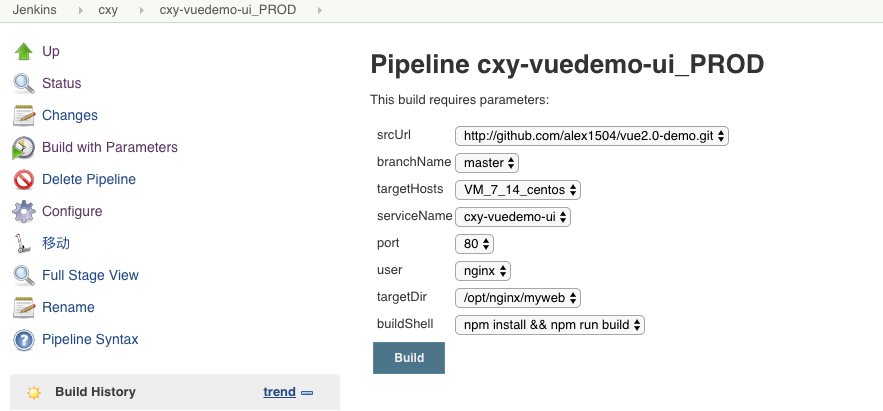 Jenkins cxy cxy-vuedemo-ui_PROD
Up
Status
Changes
Build with Parameters
Delete Pipeline
Configure
移动
Full Stage View
Rename
Pipeline Syntax
Build History trend
Pipeline cxy-vuedemo-ui_PROD
This build requires parameters:
srcUrl http://github.com/alex1504/vue2.0-demo.git
branchName master
targetHosts VM_7_14_centos
serviceName cxy-vuedemo-ui
port 80
user nginx
targetDir /opt/nginx/myweb
buildShell npm install && npm run build
Build